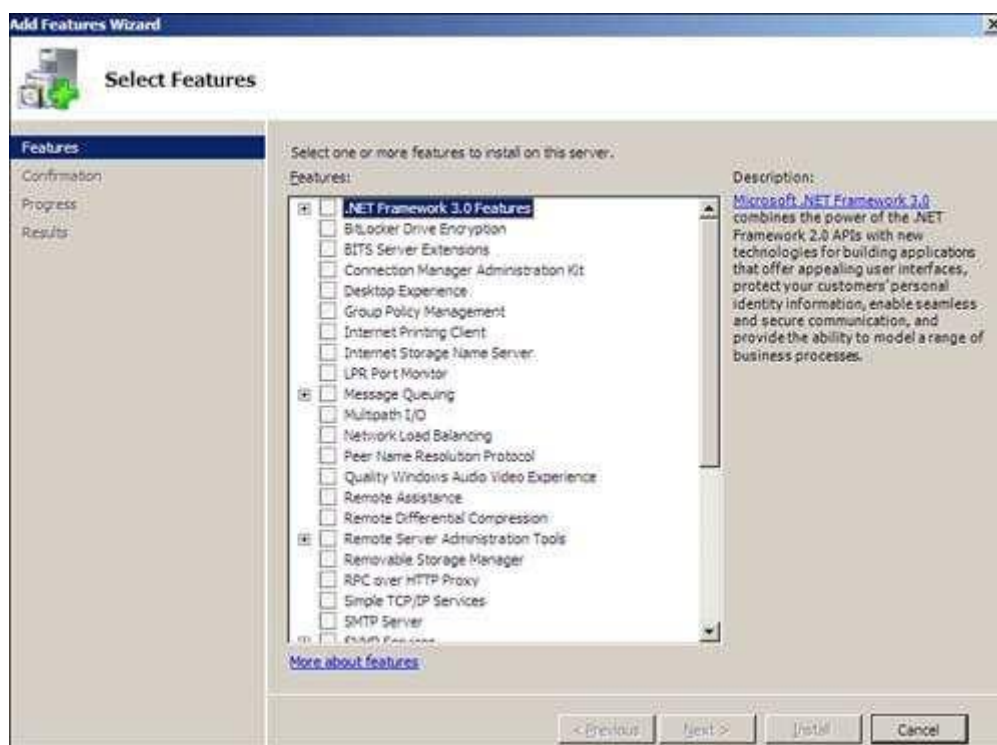 Add Features Wizard
Select Features
Features
Confirmation
Progress
Results
Select one or more features to install on this server.
Features:
.NET Framework 3.0 Features
BitLocker Drive Encryption
BITS Server Extensions
Connection Manager Administration Kit
Desktop Experience
Group Policy Management
Internet Printing Client
Internet Storage Name Server
LPR Port Monitor
Message Queuing
Multipath I/O
Network Load Balancing
Peer Name Resolution Protocol
Quality Windows Audio Video Experience
Remote Assistance
Remote Differential Compression
Remote Server Administration Tools
Removable Storage Manager
RPC over HTTP Proxy
Simple TCP/IP Services
SMTP Server
More about features
Description:
Microsoft .NET Framework 3.0
combines the power of the .NET
Framework 2.0 APIs with new
technologies for building applications
that offer appealing user interfaces,
protect your customers' personal
identity information, enable seamless
and secure communication, and
provide the ability to model a range of
business processes.
< Previous
Next >
Install
Cancel